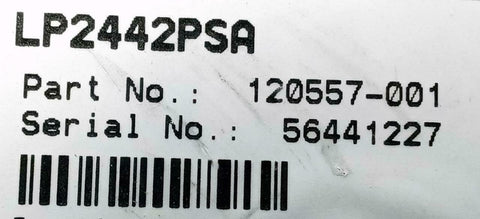 LP2442PSA
Part No.: 120557-001
Serial No.: 56441227